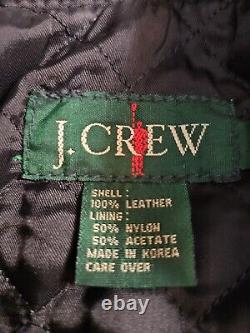 J.CREW
SHELL:
100% LEATHER
LINING:
50% NYLON
50% ACETATE
MADE IN KOREA
CARE OVER